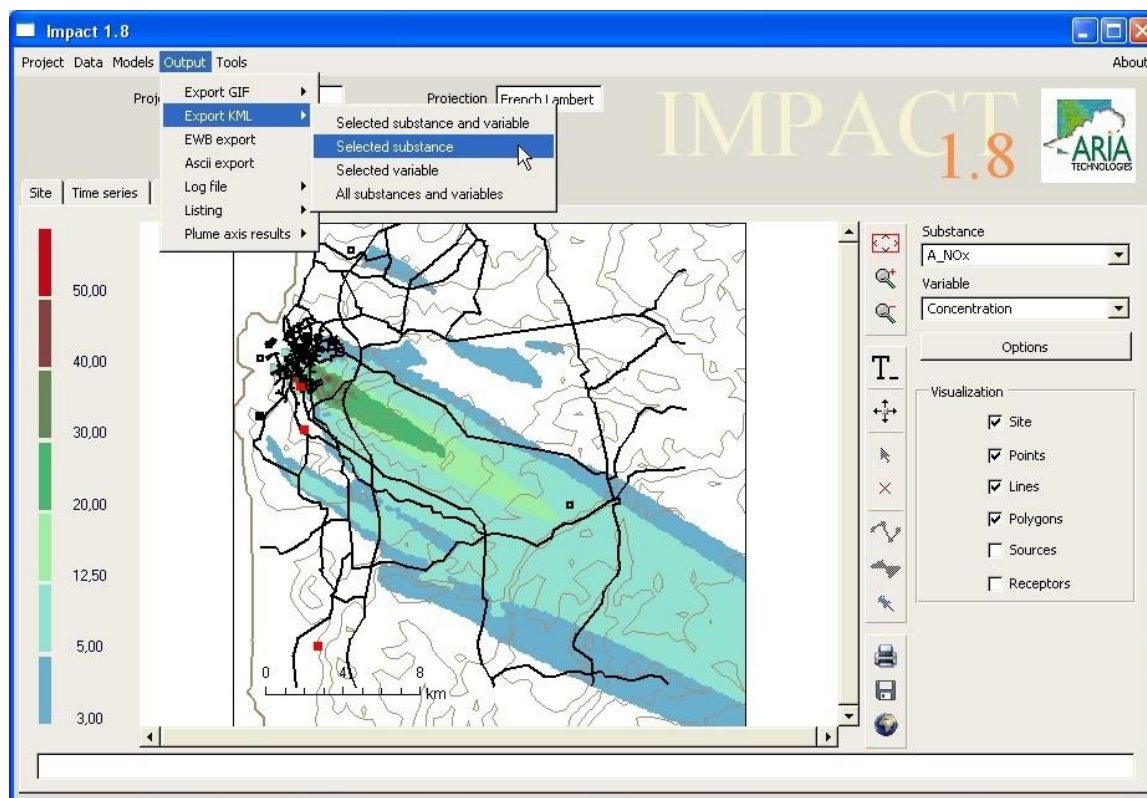 Impact 1.8
Project Data Models Output Tools
About
Export GIF
Export KML
EWB export
Ascii export
Log file
Listing
Plume axis results
Selected substance and variable
Selected substance
Selected variable
All substances and variables
Projection French Lambert
IMPACT
1.8
ARIA
TECHNOLOGIES
Site Time series
50,00
40,00
30,00
20,00
12,50
5,00
3,00
0 4 8
km
T_
Substance
A_NOx
Variable
Concentration
Options
Visualization
Site
Points
Lines
Polygons
Sources
Receptors